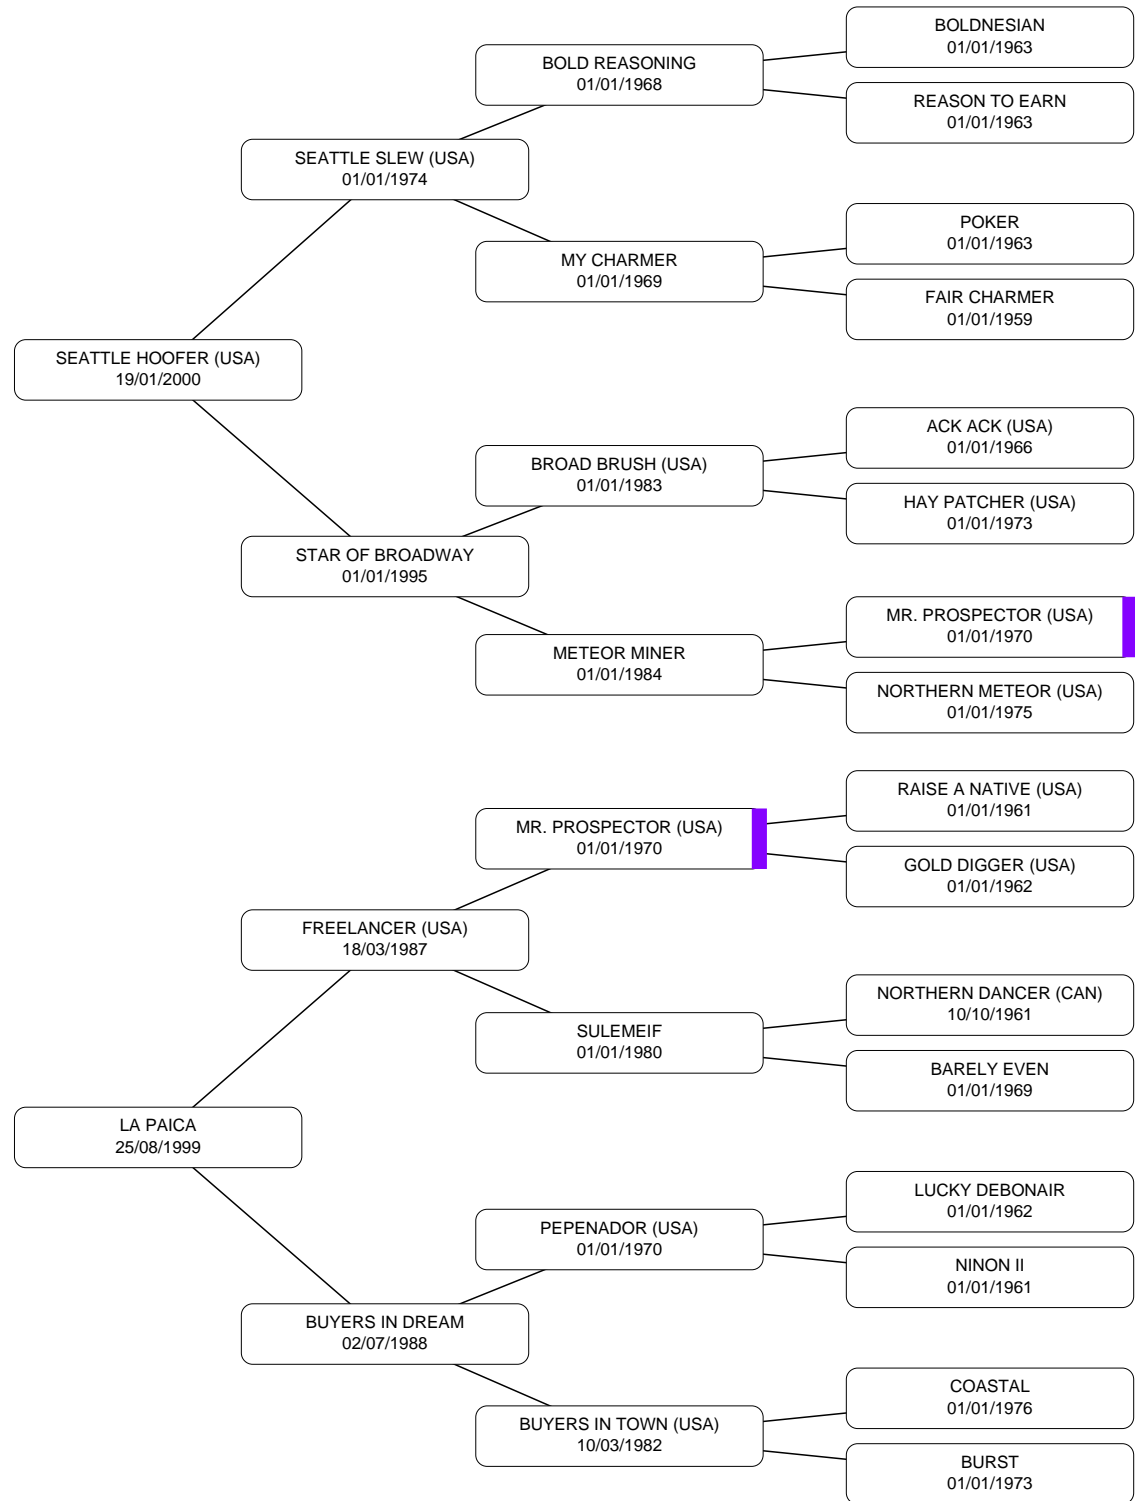 BOLDNESIAN
01/01/1963
BOLD REASONING
01/01/1968
REASON TO EARN
01/01/1963
SEATTLE SLEW (USA)
01/01/1974
POKER
01/01/1963
MY CHARMER
01/01/1969
FAIR CHARMER
01/01/1959
SEATTLE HOOFER (USA)
19/01/2000
ACK ACK (USA)
01/01/1966
BROAD BRUSH (USA)
01/01/1983
HAY PATCHER (USA)
01/01/1973
STAR OF BROADWAY
01/01/1995
MR. PROSPECTOR (USA)
01/01/1970
METEOR MINER
01/01/1984
NORTHERN METEOR (USA)
01/01/1975
RAISE A NATIVE (USA)
01/01/1961
MR. PROSPECTOR (USA)
01/01/1970
GOLD DIGGER (USA)
01/01/1962
FREELANCER (USA)
18/03/1987
NORTHERN DANCER (CAN)
10/10/1961
SULEMEIF
01/01/1980
BARELY EVEN
01/01/1969
LA PAICA
25/08/1999
LUCKY DEBONAIR
01/01/1962
PEPENADOR (USA)
01/01/1970
NINON II
01/01/1961
BUYERS IN DREAM
02/07/1988
COASTAL
01/01/1976
BUYERS IN TOWN (USA)
10/03/1982
BURST
01/01/1973